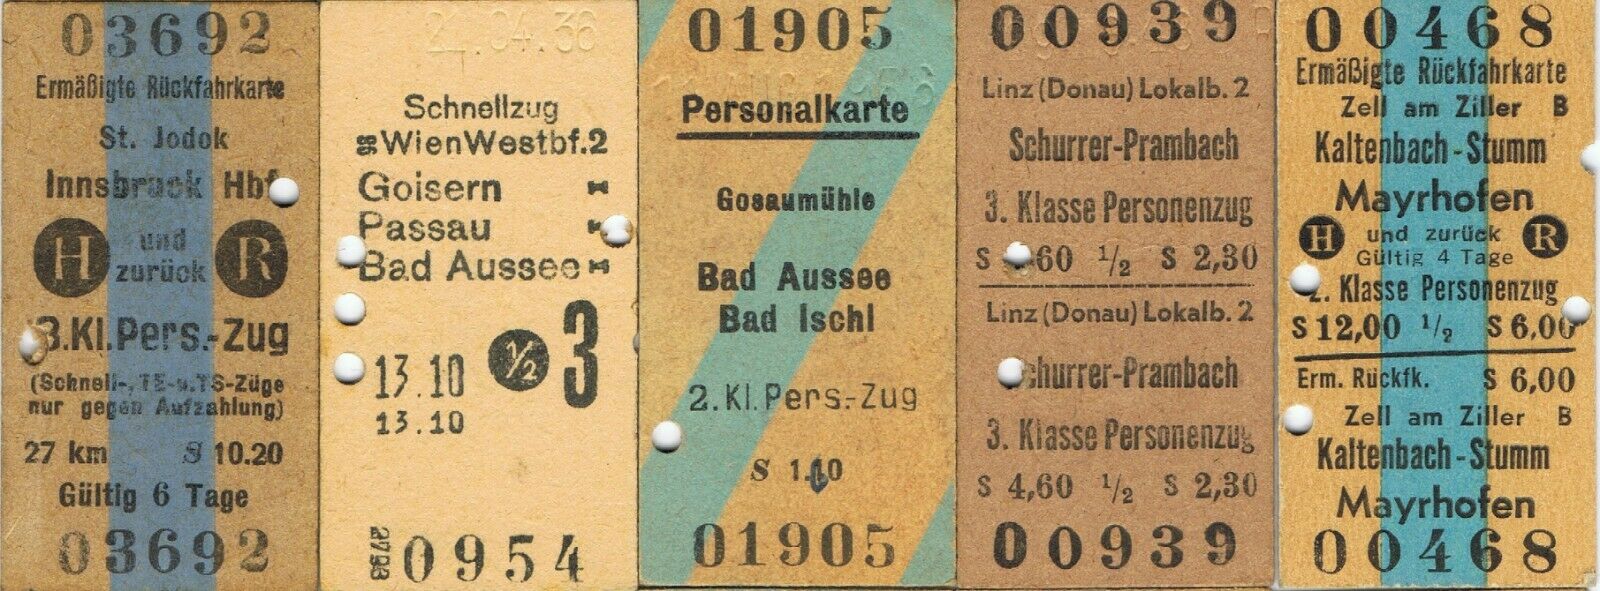 03692
Ermäßigte Rückfahrkarte
St. Jodok
Innsbruck Hbf
H und zurück R
3.Kl.Pers.-Zug
(Schnell-,TE-u.TS-Züge
nur gegen Aufzahlung)
27 km S 10.20
Gültig 6 Tage
03692
24.04.36
Schnellzug
Wien Westbf.2
Goisern
Passau
Bad Aussee
13.10 ½ 3
13.10
2793 0954
01905
Personalkarte
Gosaumühle
Bad Aussee
Bad Ischl
2.Kl.Pers.-Zug
S 1.10
01905
00939
Linz (Donau) Lokalb. 2
Schurrer-Prambach
3. Klasse Personenzug
S 4,60 ½ S 2,30
Linz (Donau) Lokalb. 2
Schurrer-Prambach
3. Klasse Personenzug
S 4,60 ½ S 2,30
00939
00468
Ermäßigte Rückfahrkarte
Zell am Ziller B
Kaltenbach-Stumm
Mayrhofen
H und zurück R
Gültig 4 Tage
2. Klasse Personenzug
S 12,00 ½ S 6,00
Erm. Rückfk. S 6,00
Zell am Ziller B
Kaltenbach-Stumm
Mayrhofen
00468